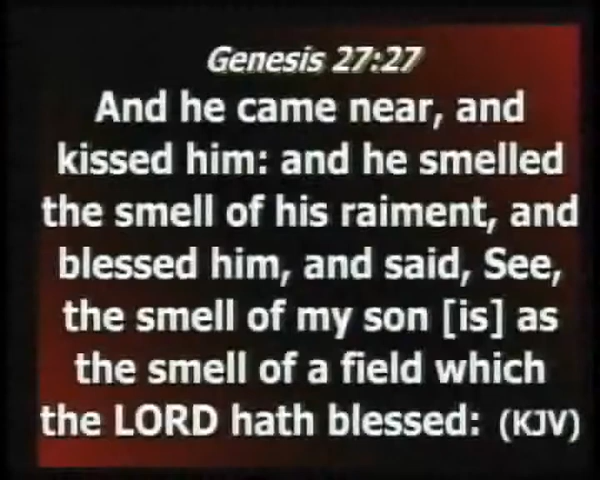 Genesis 27:27
And he came near, and
kissed him: and he smelled
the smell of his raiment, and
blessed him, and said, See,
the smell of my son [is] as
the smell of a field which
the LORD hath blessed: (KJV)